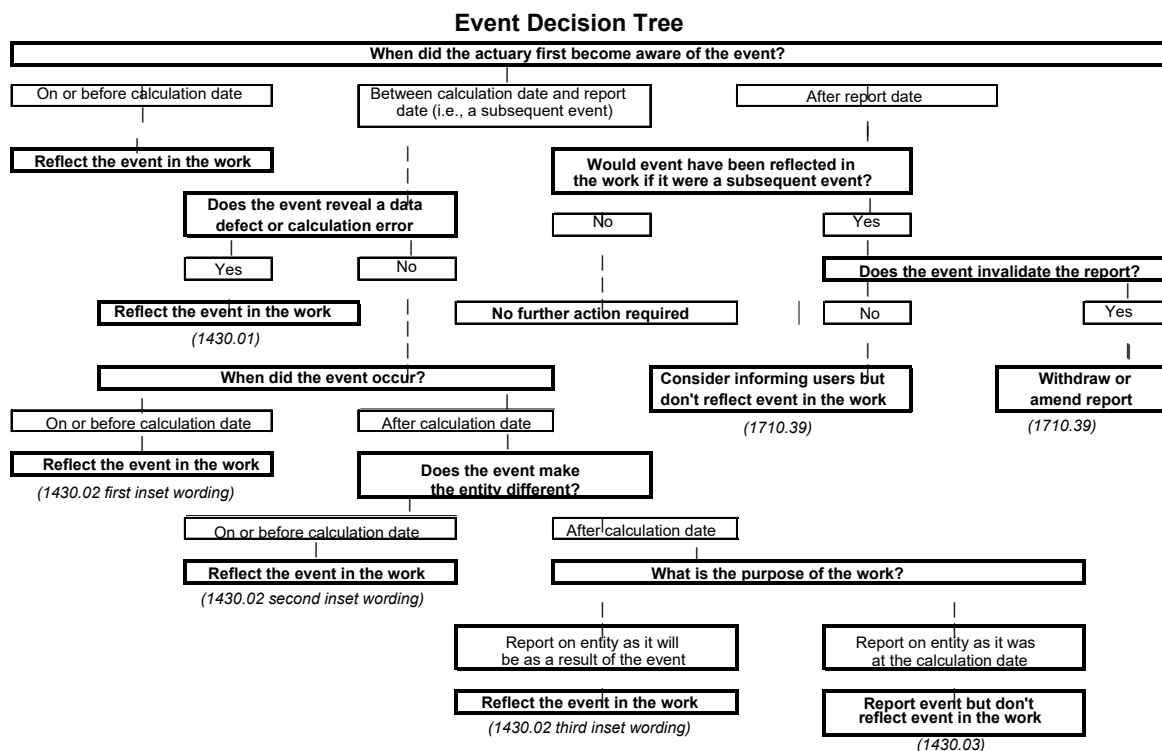 Event Decision Tree
When did the actuary first become aware of the event?
On or before calculation date
Between calculation date and report
date (i.e., a subsequent event)
After report date
Reflect the event in the work
Would event have been reflected in
the work if it were a subsequent event?
Does the event reveal a data
defect or calculation error
No
Yes
Yes
No
Does the event invalidate the report?
Reflect the event in the work
(1430.01)
No further action required
No
Yes
When did the event occur?
Consider informing users but
don't reflect event in the work
(1710.39)
Withdraw or
amend report
(1710.39)
On or before calculation date
After calculation date
Reflect the event in the work
(1430.02 first inset wording)
Does the event make
the entity different?
On or before calculation date
After calculation date
Reflect the event in the work
(1430.02 second inset wording)
What is the purpose of the work?
Report on entity as it will
be as a result of the event
Report on entity as it was
at the calculation date
Reflect the event in the work
(1430.02 third inset wording)
Report event but don't
reflect event in the work
(1430.03)